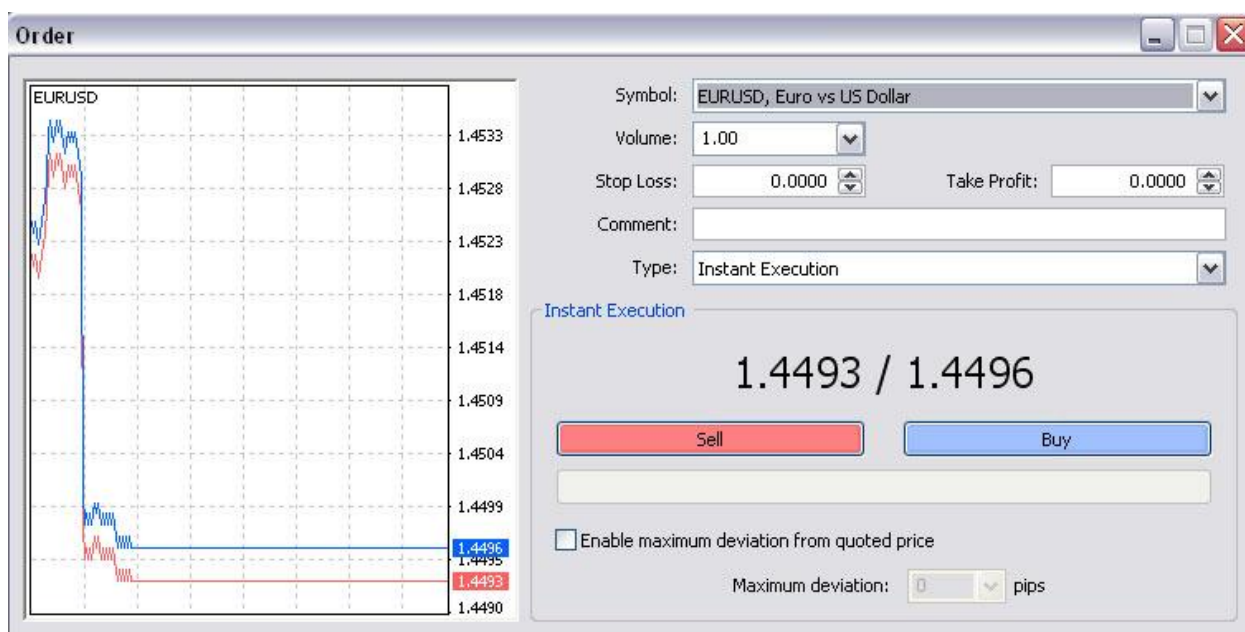 Order
EURUSD
1.4533
1.4528
1.4523
1.4518
1.4514
1.4509
1.4504
1.4499
1.4496
1.4495
1.4493
1.4490
Symbol: EURUSD, Euro vs US Dollar
Volume: 1.00
Stop Loss: 0.0000 Take Profit: 0.0000
Comment:
Type: Instant Execution
Instant Execution
1.4493 / 1.4496
Sell Buy
Enable maximum deviation from quoted price
Maximum deviation: 0 pips